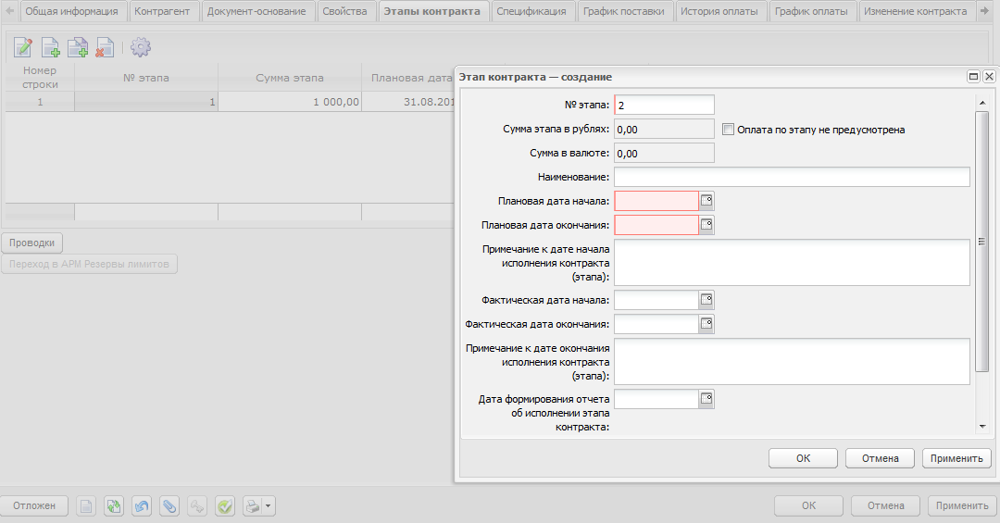 Общая информация Контрагент Документ-основание Свойства Этапы контракта Спецификация График поставки История оплаты График оплаты Изменение контракта
Номер строки № этапа Сумма этапа Плановая дата
1 1 1 000,00 31.08.201
Проводки
Переход в АРМ Резервы лимитов
Этап контракта — создание
№ этапа: 2
Сумма этапа в рублях: 0,00 Оплата по этапу не предусмотрена
Сумма в валюте: 0,00
Наименование:
Плановая дата начала:
Плановая дата окончания:
Примечание к дате начала
исполнения контракта
(этапа):
Фактическая дата начала:
Фактическая дата окончания:
Примечание к дате окончания
исполнения контракта
(этапа):
Дата формирования отчета
об исполнении этапа
контракта:
ОК Отмена Применить
Отложен ОК Отмена Применить